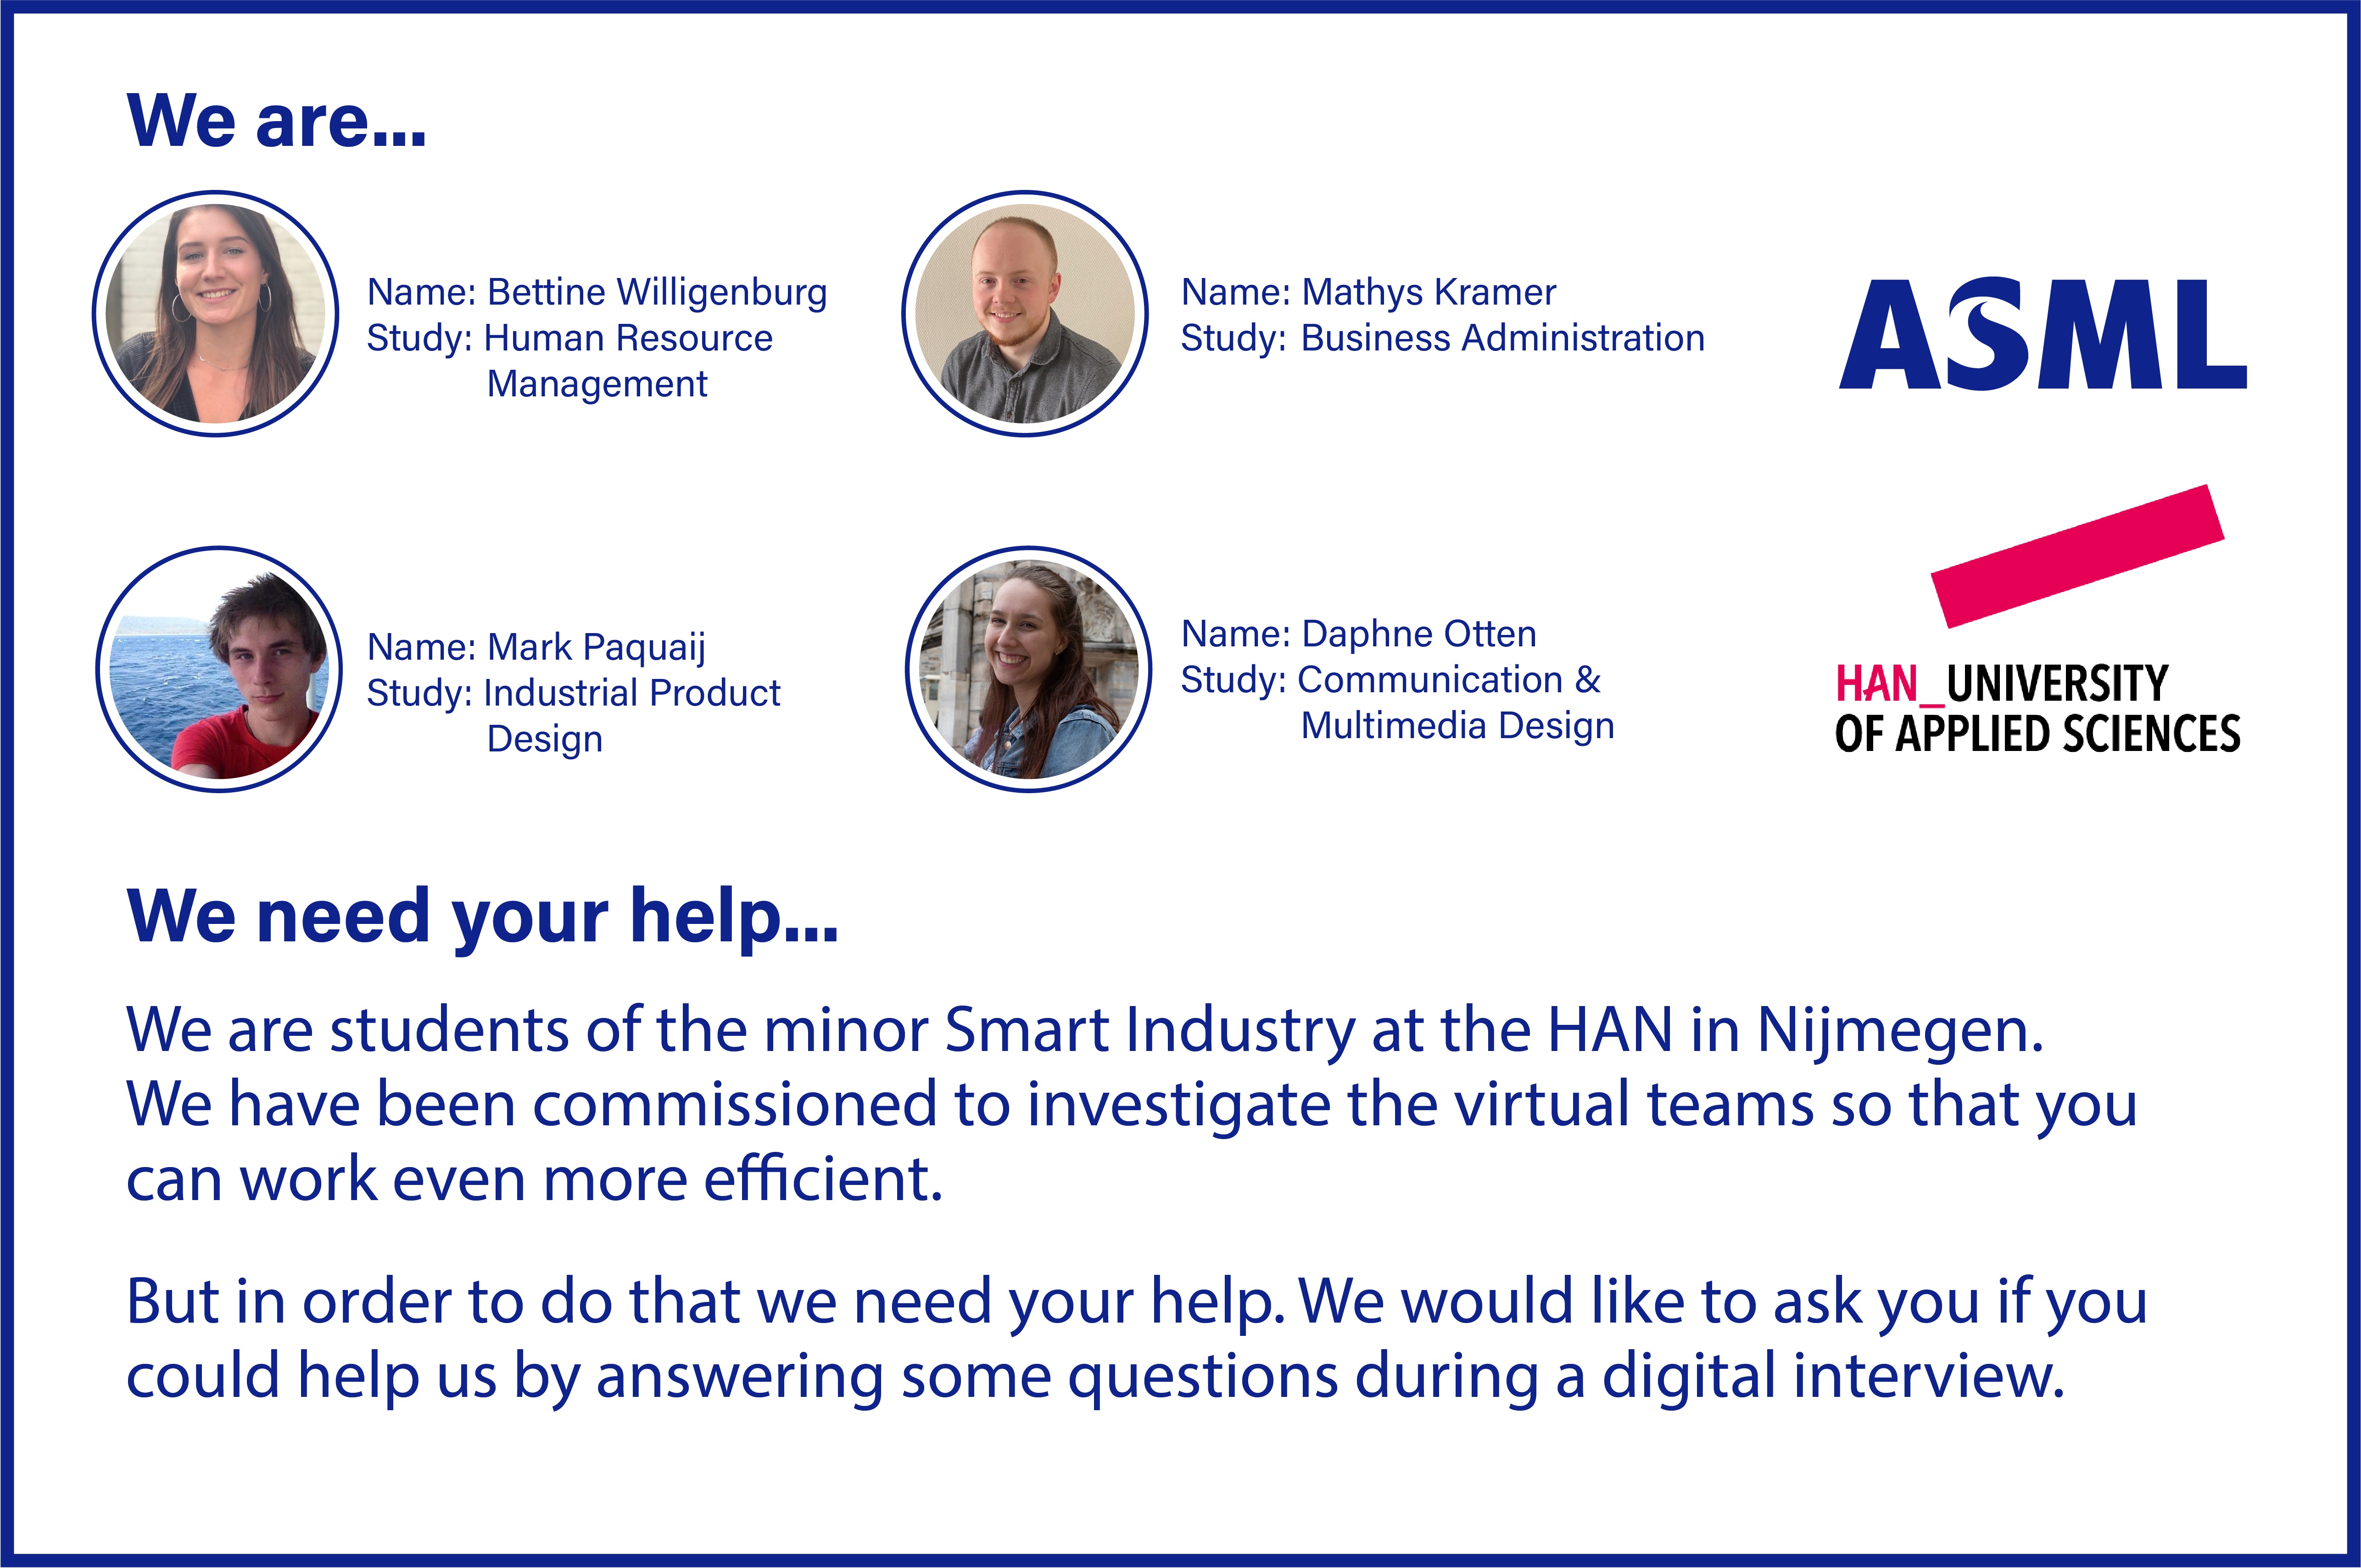 We are...
Name: Bettine Willigenburg
Study: Human Resource
Management
Name: Mathys Kramer
Study: Business Administration
ASML
Name: Mark Paquaij
Study: Industrial Product
Design
Name: Daphne Otten
Study: Communication &
Multimedia Design
HAN_UNIVERSITY
OF APPLIED SCIENCES
We need your help...
We are students of the minor Smart Industry at the HAN in Nijmegen.
We have been commissioned to investigate the virtual teams so that you
can work even more efficient.
But in order to do that we need your help. We would like to ask you if you
could help us by answering some questions during a digital interview.